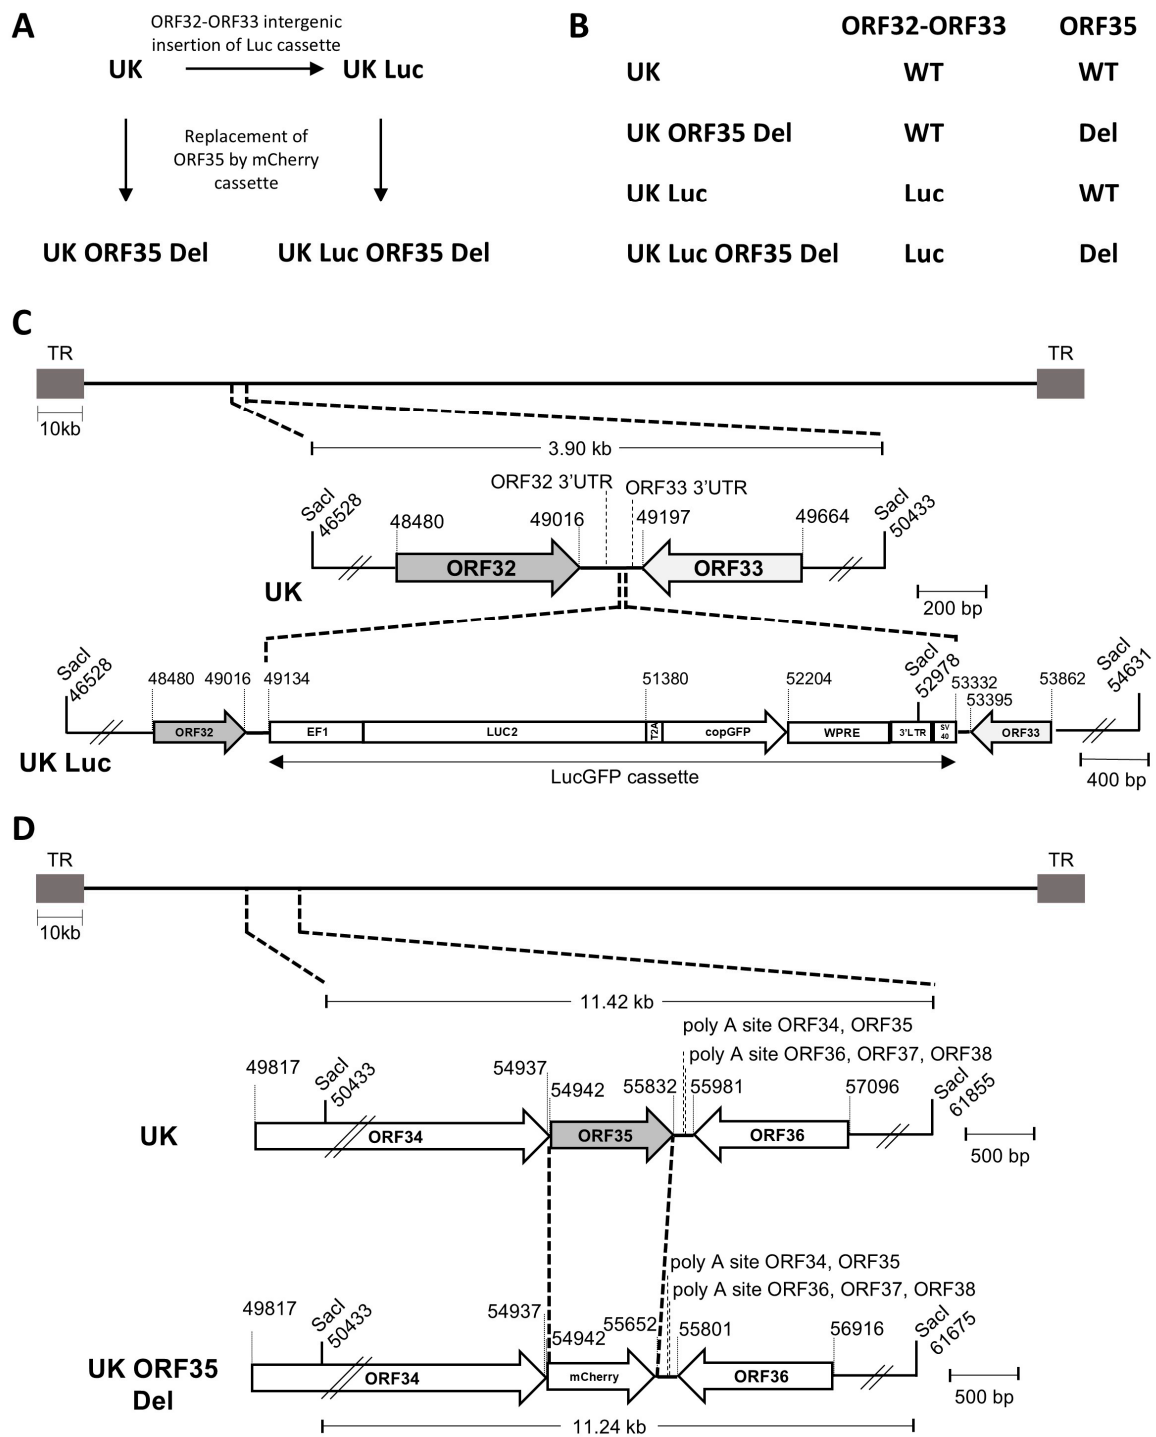 A
ORF32-ORF33 intergenic
insertion of Luc cassette
UK
UK Luc
Replacement of
ORF35 by mCherry
cassette
UK ORF35 Del
UK Luc ORF35 Del
B
ORF32-ORF33 ORF35
UK WT WT
UK ORF35 Del WT Del
UK Luc Luc WT
UK Luc ORF35 Del Luc Del
C
TR TR
10kb
3.90 kb
ORF32 3'UTR ORF33 3'UTR
SacI
46528
48480 49016 49197 49664
SacI
50433
ORF32 ORF33
UK
200 bp
SacI
46528
48480 49016 49134 51380 52204
SacI
52978
53332
53395
53862
SacI
54631
ORF32 EF1 LUC2 T2A copGFP WPRE 3'LTR SV
40
ORF33
UK Luc
LucGFP cassette
400 bp
D
TR TR
10kb
11.42 kb
poly A site ORF34, ORF35
poly A site ORF36, ORF37, ORF38
49817
SacI
50433
54937
54942 55832 55981 57096
SacI
61855
UK
ORF34 ORF35 ORF36
500 bp
poly A site ORF34, ORF35
poly A site ORF36, ORF37, ORF38
49817
SacI
50433
54937
54942 55652 55801 56916
SacI
61675
UK ORF35
Del
ORF34 mCherry ORF36
500 bp
11.24 kb